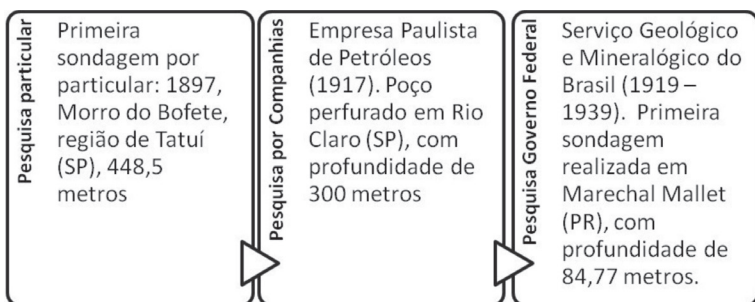 Pesquisa particular
Primeira
sondagem por
particular: 1897,
Morro do Bofete,
região de Tatuí
(SP), 448,5
metros
Pesquisa por Companhias
Empresa Paulista
de Petróleos
(1917). Poço
perfurado em Rio
Claro (SP), com
profundidade de
300 metros
Pesquisa Governo Federal
Serviço Geológico
e Mineralógico do
Brasil (1919 –
1939).  Primeira
sondagem
realizada em
Marechal Mallet
(PR), com
profundidade de
84,77 metros.